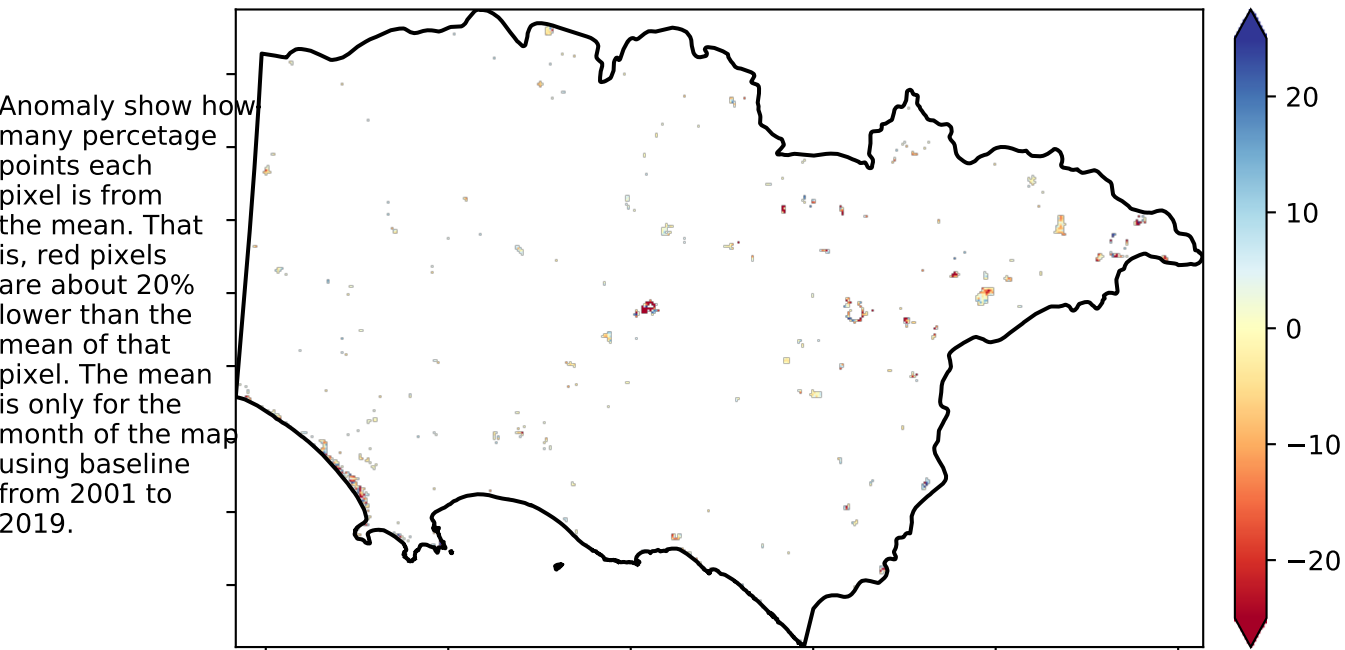 Anomaly show how
many percetage
points each
pixel is from
the mean. That
is, red pixels
are about 20%
lower than the
mean of that
pixel. The mean
is only for the
month of the map
using baseline
from 2001 to
2019.
20
10
0
−10
−20